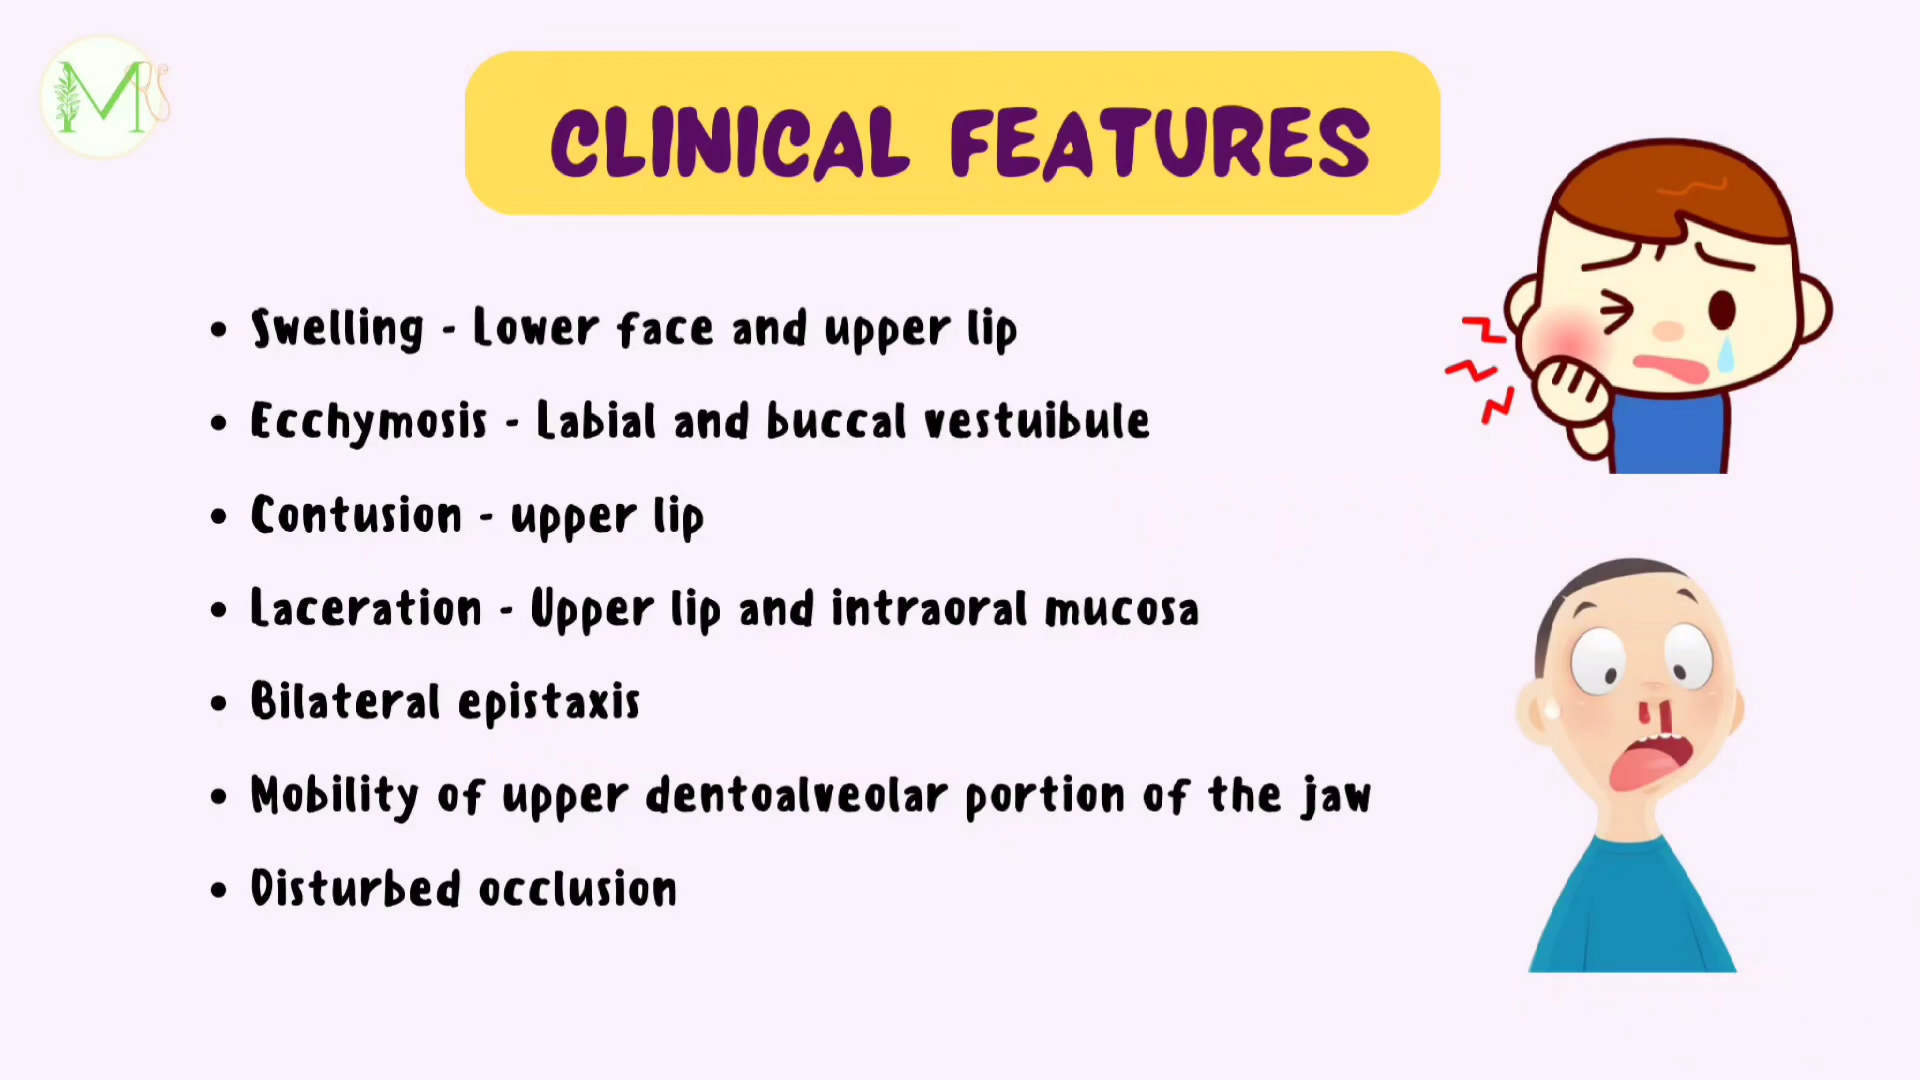 MRS
CLINICAL FEATURES
• Swelling - Lower face and upper lip
• Ecchymosis - Labial and buccal vestuibule
• Contusion - upper lip
• Laceration - Upper lip and intraoral mucosa
• Bilateral epistaxis
• Mobility of upper dentoalveolar portion of the jaw
• Disturbed occlusion